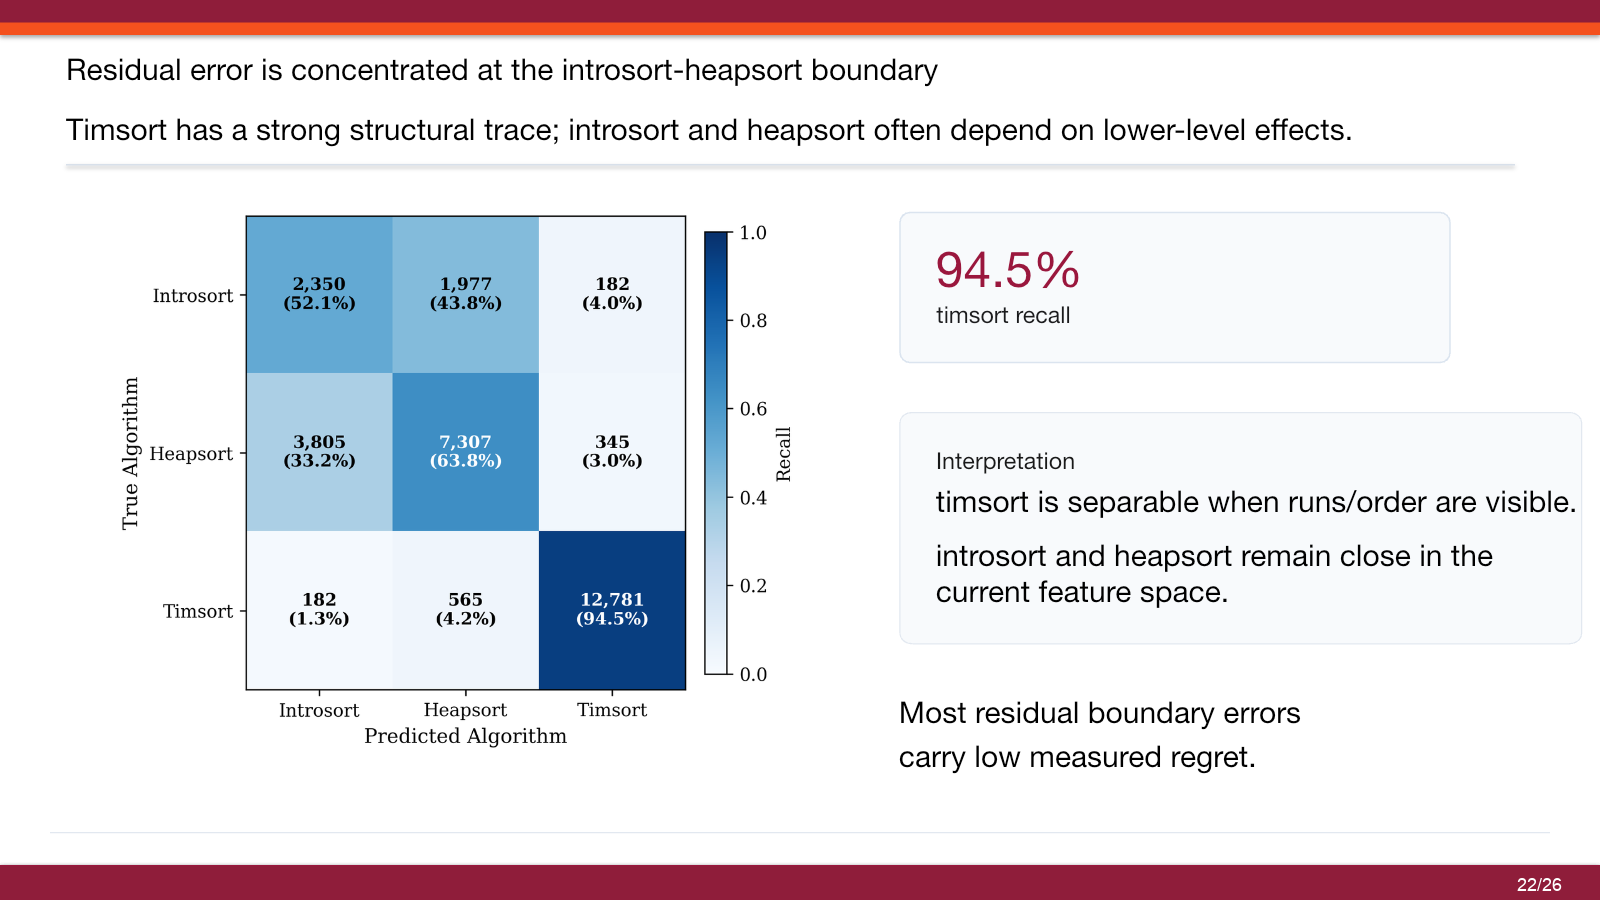 Residual error is concentrated at the introsort-heapsort boundary
Timsort has a strong structural trace; introsort and heapsort often depend on lower-level effects.
True Algorithm
Introsort
2,350 1,977 182
(52.1%) (43.8%) (4.0%)
Heapsort
3,805 7,307 345
(33.2%) (63.8%) (3.0%)
Timsort
182 565 12,781
(1.3%) (4.2%) (94.5%)
Introsort Heapsort Timsort
Predicted Algorithm
1.0
0.8
0.6
0.4
0.2
0.0
Recall
94.5%
timsort recall
Interpretation
timsort is separable when runs/order are visible.
introsort and heapsort remain close in the
current feature space.
Most residual boundary errors
carry low measured regret.
22/26